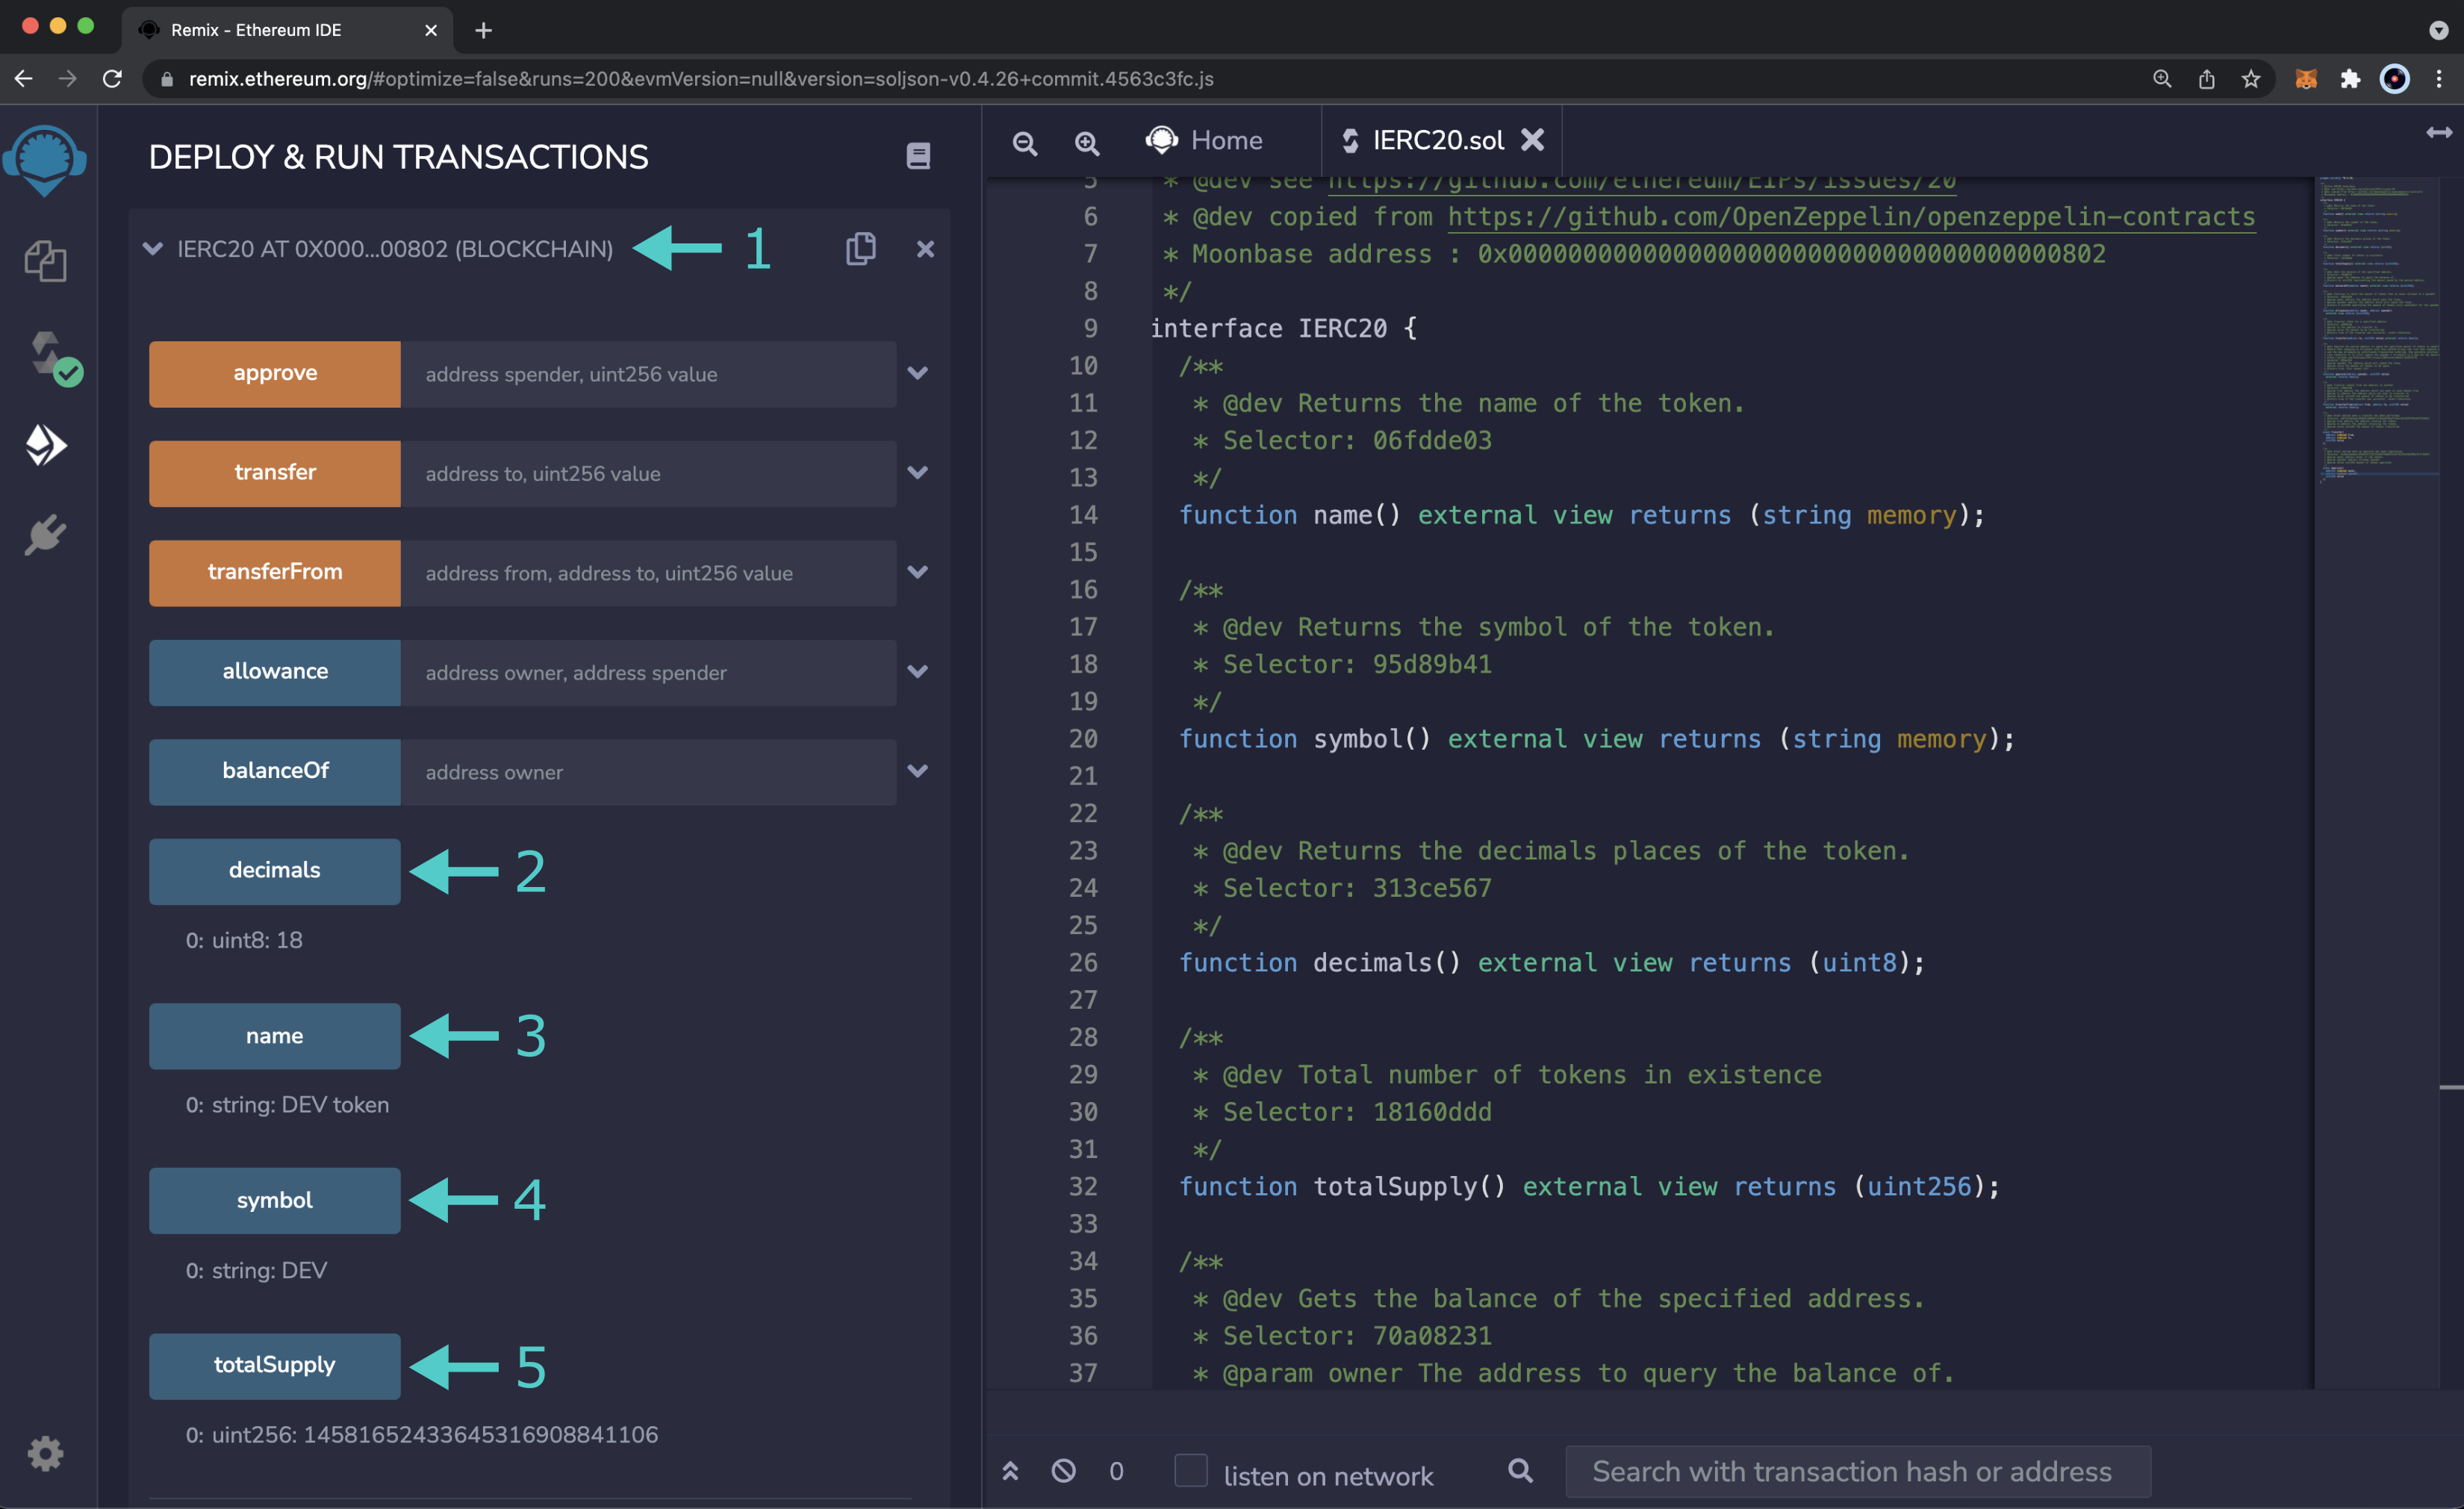 Remix - Ethereum IDE
remix.ethereum.org/#optimize=false&runs=200&evmVersion=null&version=soljson-v0.4.26+commit.4563c3fc.js
DEPLOY & RUN TRANSACTIONS
IERC20 AT 0X000...00802 (BLOCKCHAIN) 1
approve address spender, uint256 value
transfer address to, uint256 value
transferFrom address from, address to, uint256 value
allowance address owner, address spender
balanceOf address owner
decimals 2
0: uint8: 18
name 3
0: string: DEV token
symbol 4
0: string: DEV
totalSupply 5
0: uint256: 14581652433645316908841106
Home
IERC20.sol
5 * @dev see https://github.com/ethereum/EIPs/issues/20
6 * @dev copied from https://github.com/OpenZeppelin/openzeppelin-contracts
7 * Moonbase address : 0x0000000000000000000000000000000000000802
8 */
9 interface IERC20 {
10 /**
11 * @dev Returns the name of the token.
12 * Selector: 06fdde03
13 */
14 function name() external view returns (string memory);
15
16 /**
17 * @dev Returns the symbol of the token.
18 * Selector: 95d89b41
19 */
20 function symbol() external view returns (string memory);
21
22 /**
23 * @dev Returns the decimals places of the token.
24 * Selector: 313ce567
25 */
26 function decimals() external view returns (uint8);
27
28 /**
29 * @dev Total number of tokens in existence
30 * Selector: 18160ddd
31 */
32 function totalSupply() external view returns (uint256);
33
34 /**
35 * @dev Gets the balance of the specified address.
36 * Selector: 70a08231
37 * @param owner The address to query the balance of.
0 listen on network Search with transaction hash or address